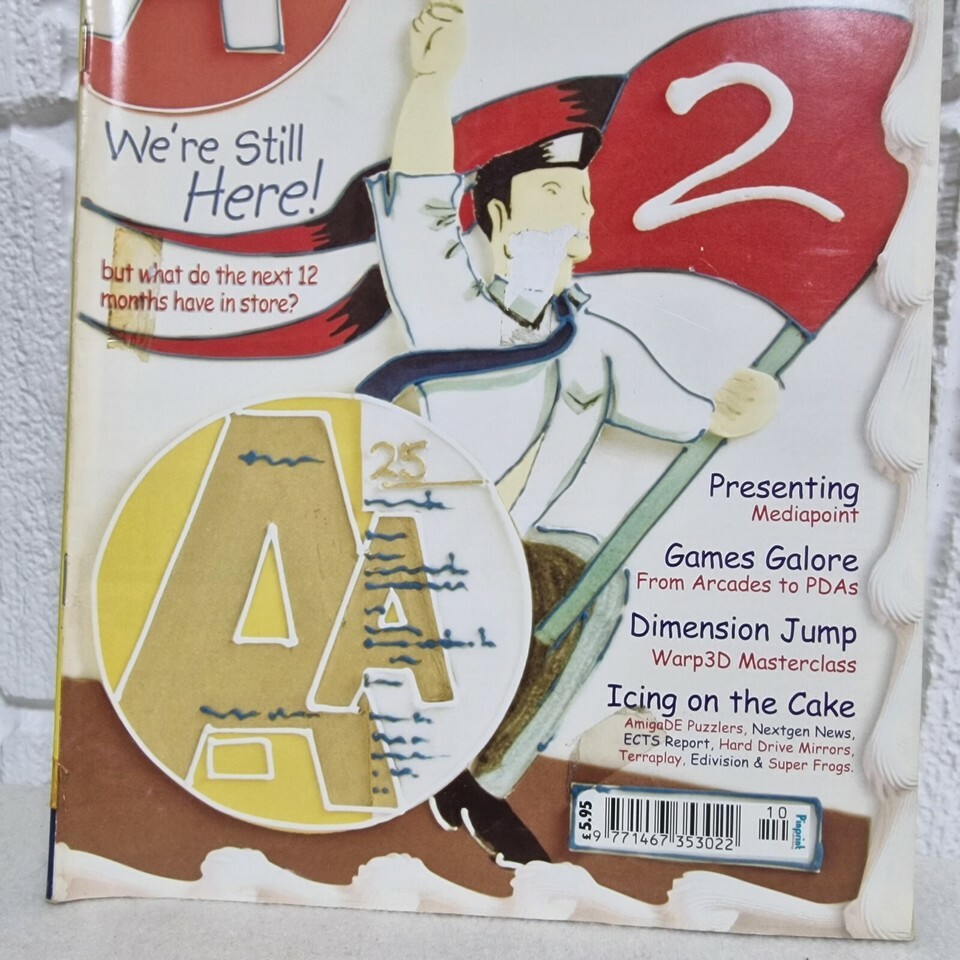 2
We're Still
Here!
but what do the next 12
months have in store?
A
25
A
Presenting
Mediapoint
Games Galore
From Arcades to PDAs
Dimension Jump
Warp3D Masterclass
Icing on the Cake
AmigaDE Puzzlers, Nextgen News,
ECTS Report, Hard Drive Mirrors,
Terraplay, Edivision & Super Frogs.
£5.95
9 771467 353022
10
Pinprint